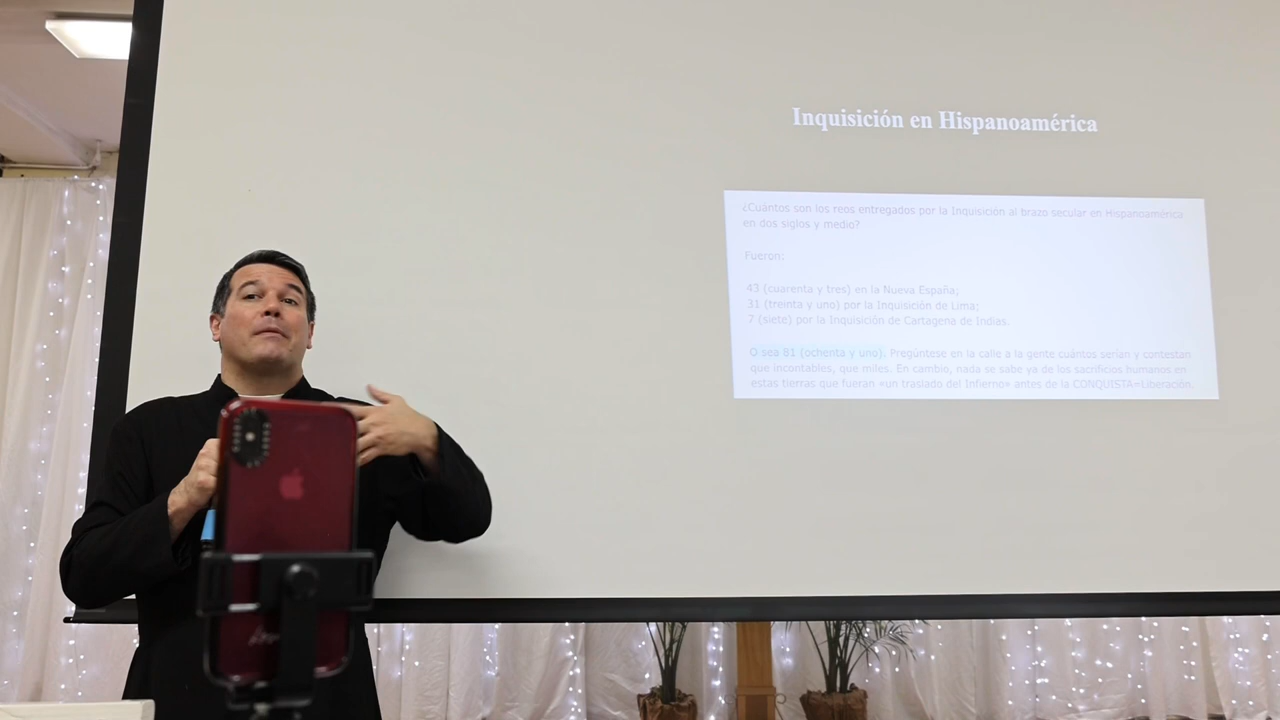 Inquisición en Hispanoamérica
¿Cuántos son los reos entregados por la Inquisición al brazo secular en Hispanoamérica
en dos siglos y medio?
Fueron:
43 (cuarenta y tres) en la Nueva España;
31 (treinta y uno) por la Inquisición de Lima;
7 (siete) por la Inquisición de Cartagena de Indias.
O sea 81 (ochenta y uno). Pregúntese en la calle a la gente cuántos serían y contestan
que incontables, que miles. En cambio, nada se sabe ya de los sacrificios humanos en
estas tierras que fueran «un traslado del Infierno» antes de la CONQUISTA=Liberación.